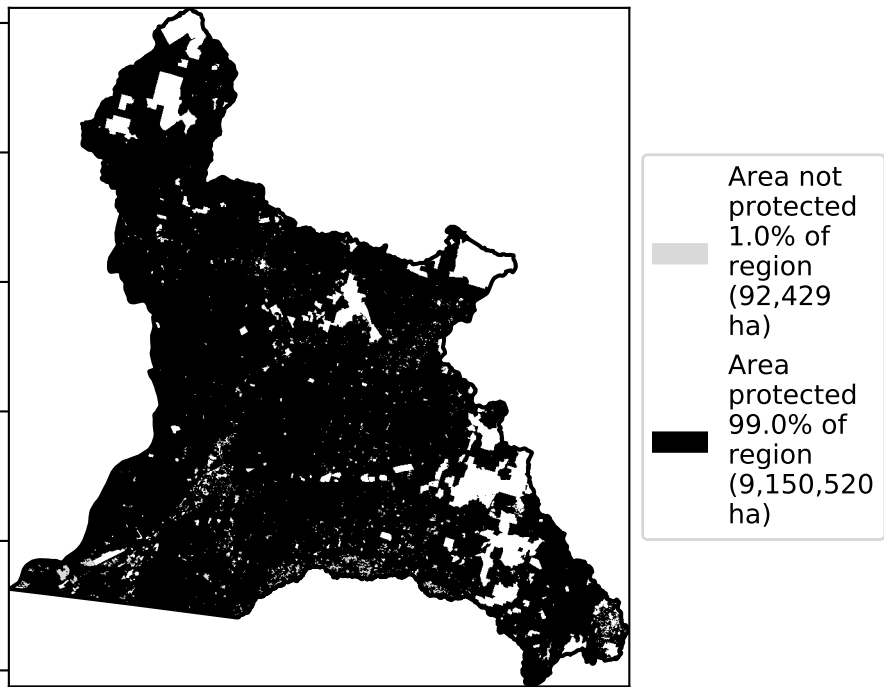 Area not
protected
1.0% of
region
(92,429
ha)
Area
protected
99.0% of
region
(9,150,520
ha)